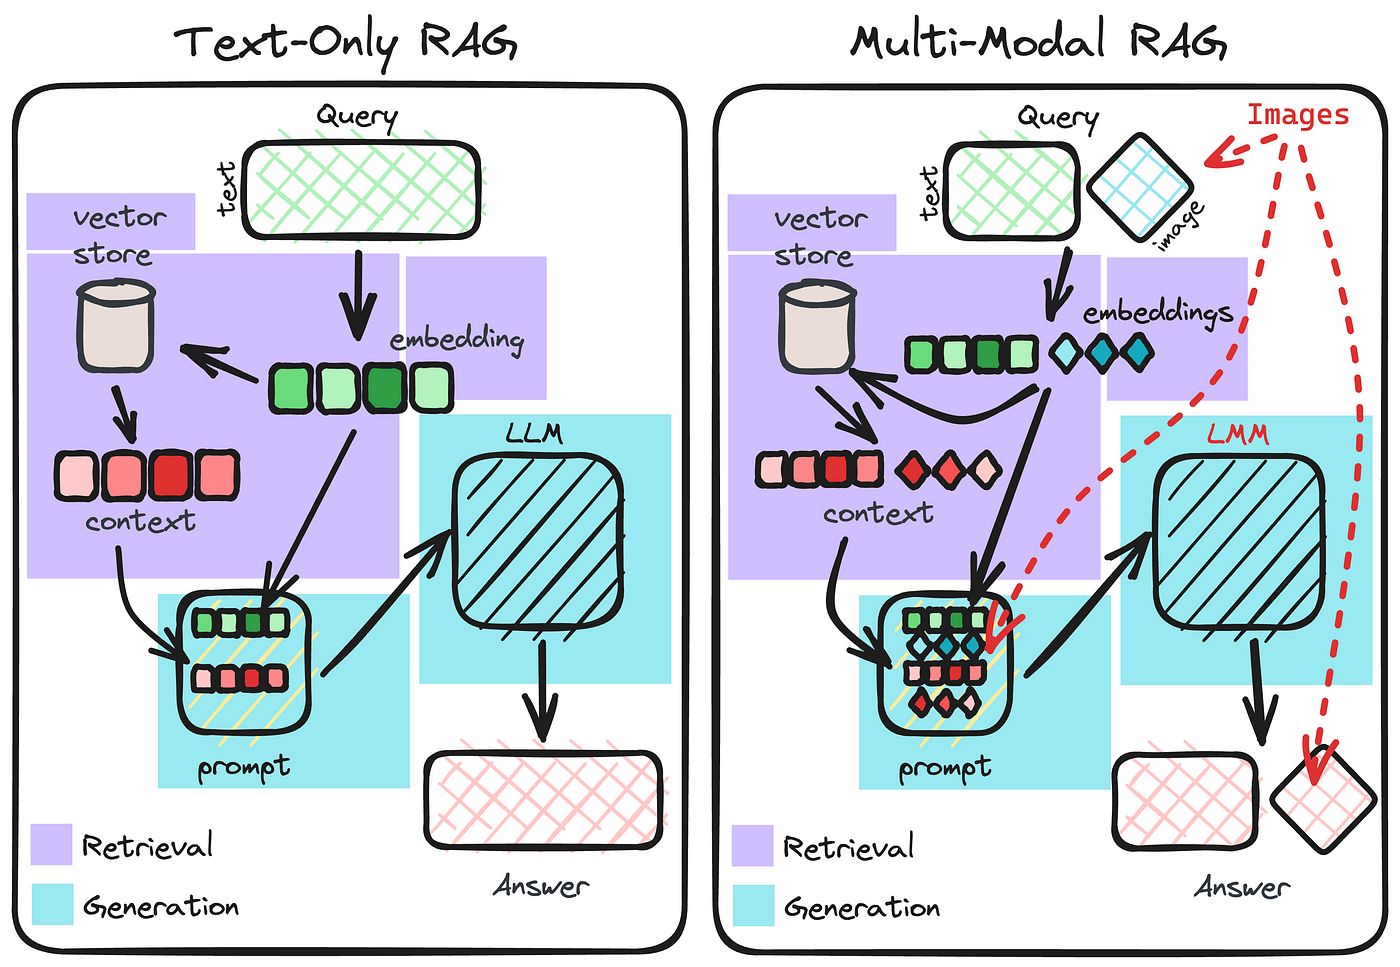 Text-Only RAG
Query
text
vector
store
embedding
LLM
context
prompt
Retrieval
Generation
Answer
Multi-Modal RAG
Images
Query
text
image
vector
store
embeddings
LMM
context
prompt
Retrieval
Generation
Answer